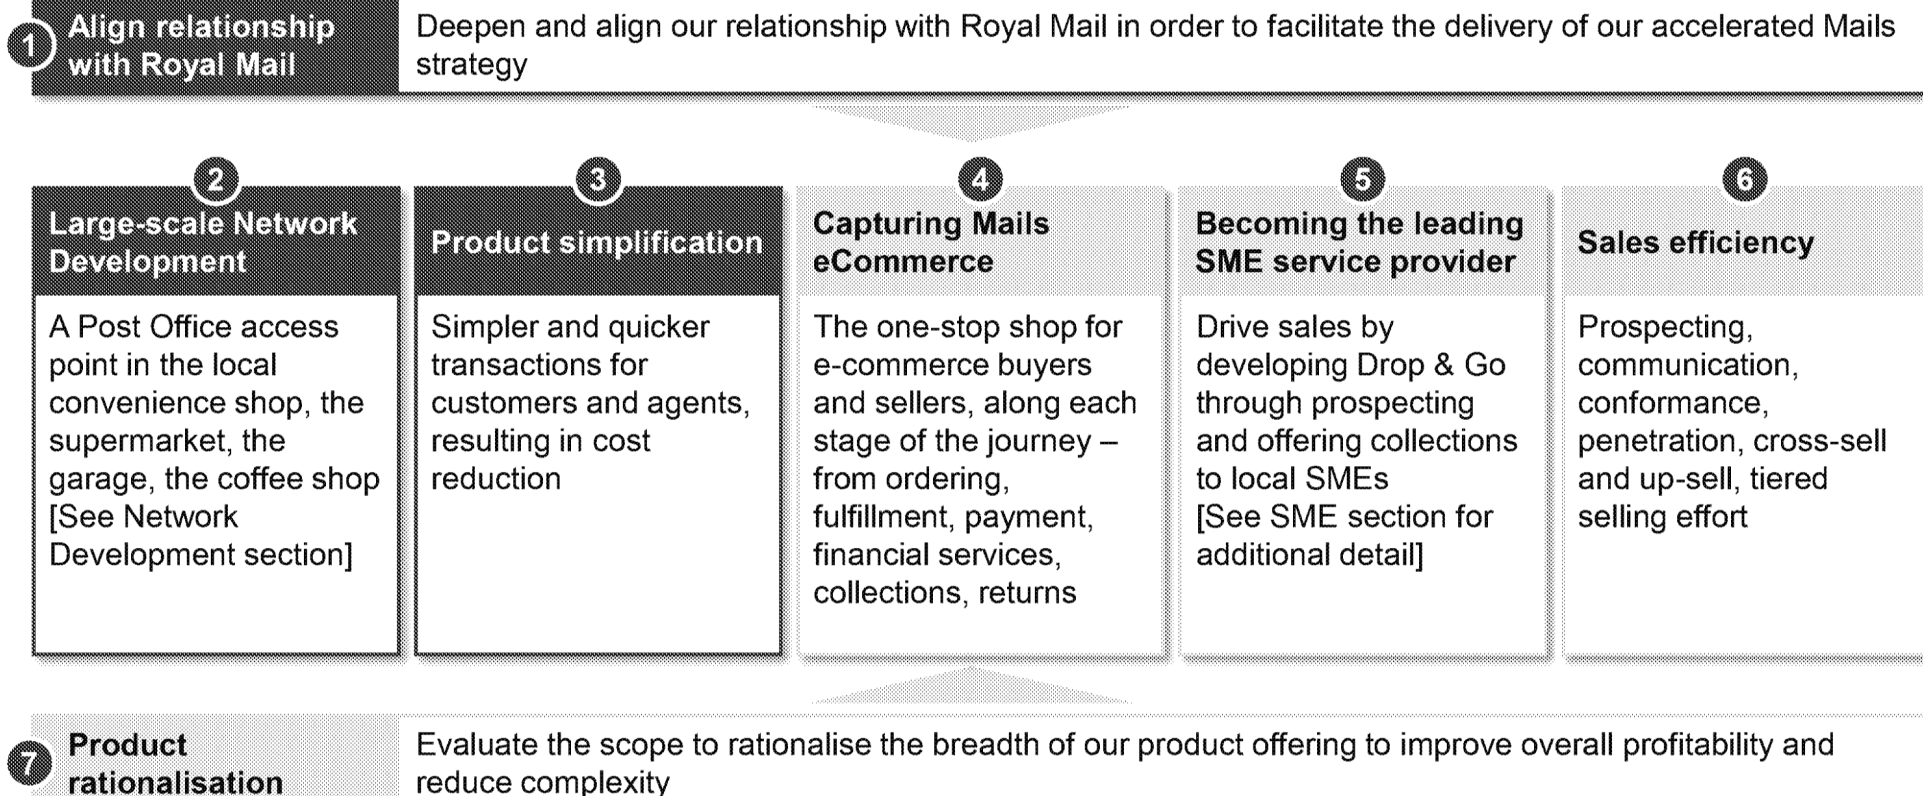 1
Align relationship
with Royal Mail
Deepen and align our relationship with Royal Mail in order to facilitate the delivery of our accelerated Mails
strategy
2
Large-scale Network
Development
A Post Office access
point in the local
convenience shop, the
supermarket, the
garage, the coffee shop
[See Network
Development section]
3
Product simplification
Simpler and quicker
transactions for
customers and agents,
resulting in cost
reduction
4
Capturing Mails
eCommerce
The one-stop shop for
e-commerce buyers
and sellers, along each
stage of the journey –
from ordering,
fulfillment, payment,
financial services,
collections, returns
5
Becoming the leading
SME service provider
Drive sales by
developing Drop & Go
through prospecting
and offering collections
to local SMEs
[See SME section for
additional detail]
6
Sales efficiency
Prospecting,
communication,
conformance,
penetration, cross-sell
and up-sell, tiered
selling effort
7
Product
rationalisation
Evaluate the scope to rationalise the breadth of our product offering to improve overall profitability and
reduce complexity